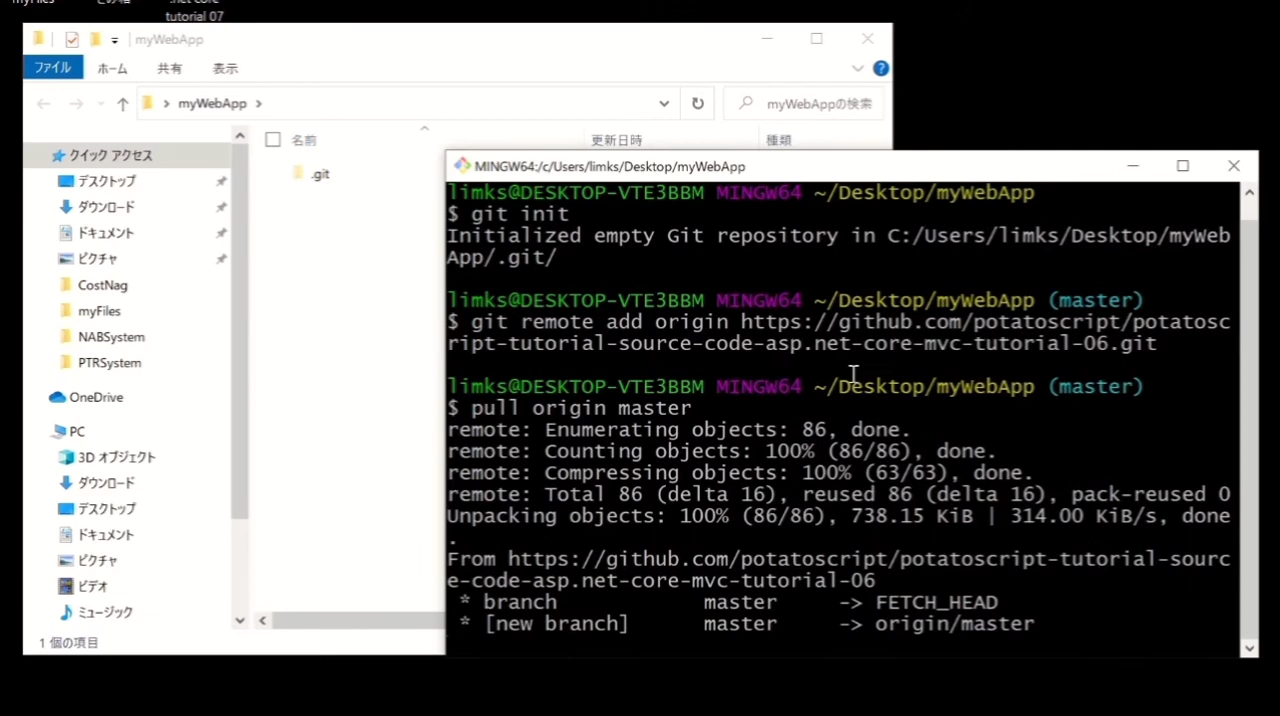 .net core
tutorial 07
myWebApp
ファイル
ホーム
共有
表示
myWebApp
myWebAppの検索
名前
更新日時
種類
.git
クイック アクセス
デスクトップ
ダウンロード
ドキュメント
ピクチャ
CostNag
myFiles
NABSystem
PTRSystem
OneDrive
PC
3D オブジェクト
ダウンロード
デスクトップ
ドキュメント
ピクチャ
ビデオ
ミュージック
1 個の項目
MINGW64:/c/Users/limks/Desktop/myWebApp
limks@DESKTOP-VTE3BBM MINGW64 ~/Desktop/myWebApp
$ git init
Initialized empty Git repository in C:/Users/limks/Desktop/myWeb
App/.git/
limks@DESKTOP-VTE3BBM MINGW64 ~/Desktop/myWebApp (master)
$ git remote add origin https://github.com/potatoscript/potatosc
ript-tutorial-source-code-asp.net-core-mvc-tutorial-06.git
limks@DESKTOP-VTE3BBM MINGW64 ~/Desktop/myWebApp (master)
$ pull origin master
remote: Enumerating objects: 86, done.
remote: Counting objects: 100% (86/86), done.
remote: Compressing objects: 100% (63/63), done.
remote: Total 86 (delta 16), reused 86 (delta 16), pack-reused 0
Unpacking objects: 100% (86/86), 738.15 KiB | 314.00 KiB/s, done
.
From https://github.com/potatoscript/potatoscript-tutorial-sourc
e-code-asp.net-core-mvc-tutorial-06
* branch master -> FETCH_HEAD
* [new branch] master -> origin/master